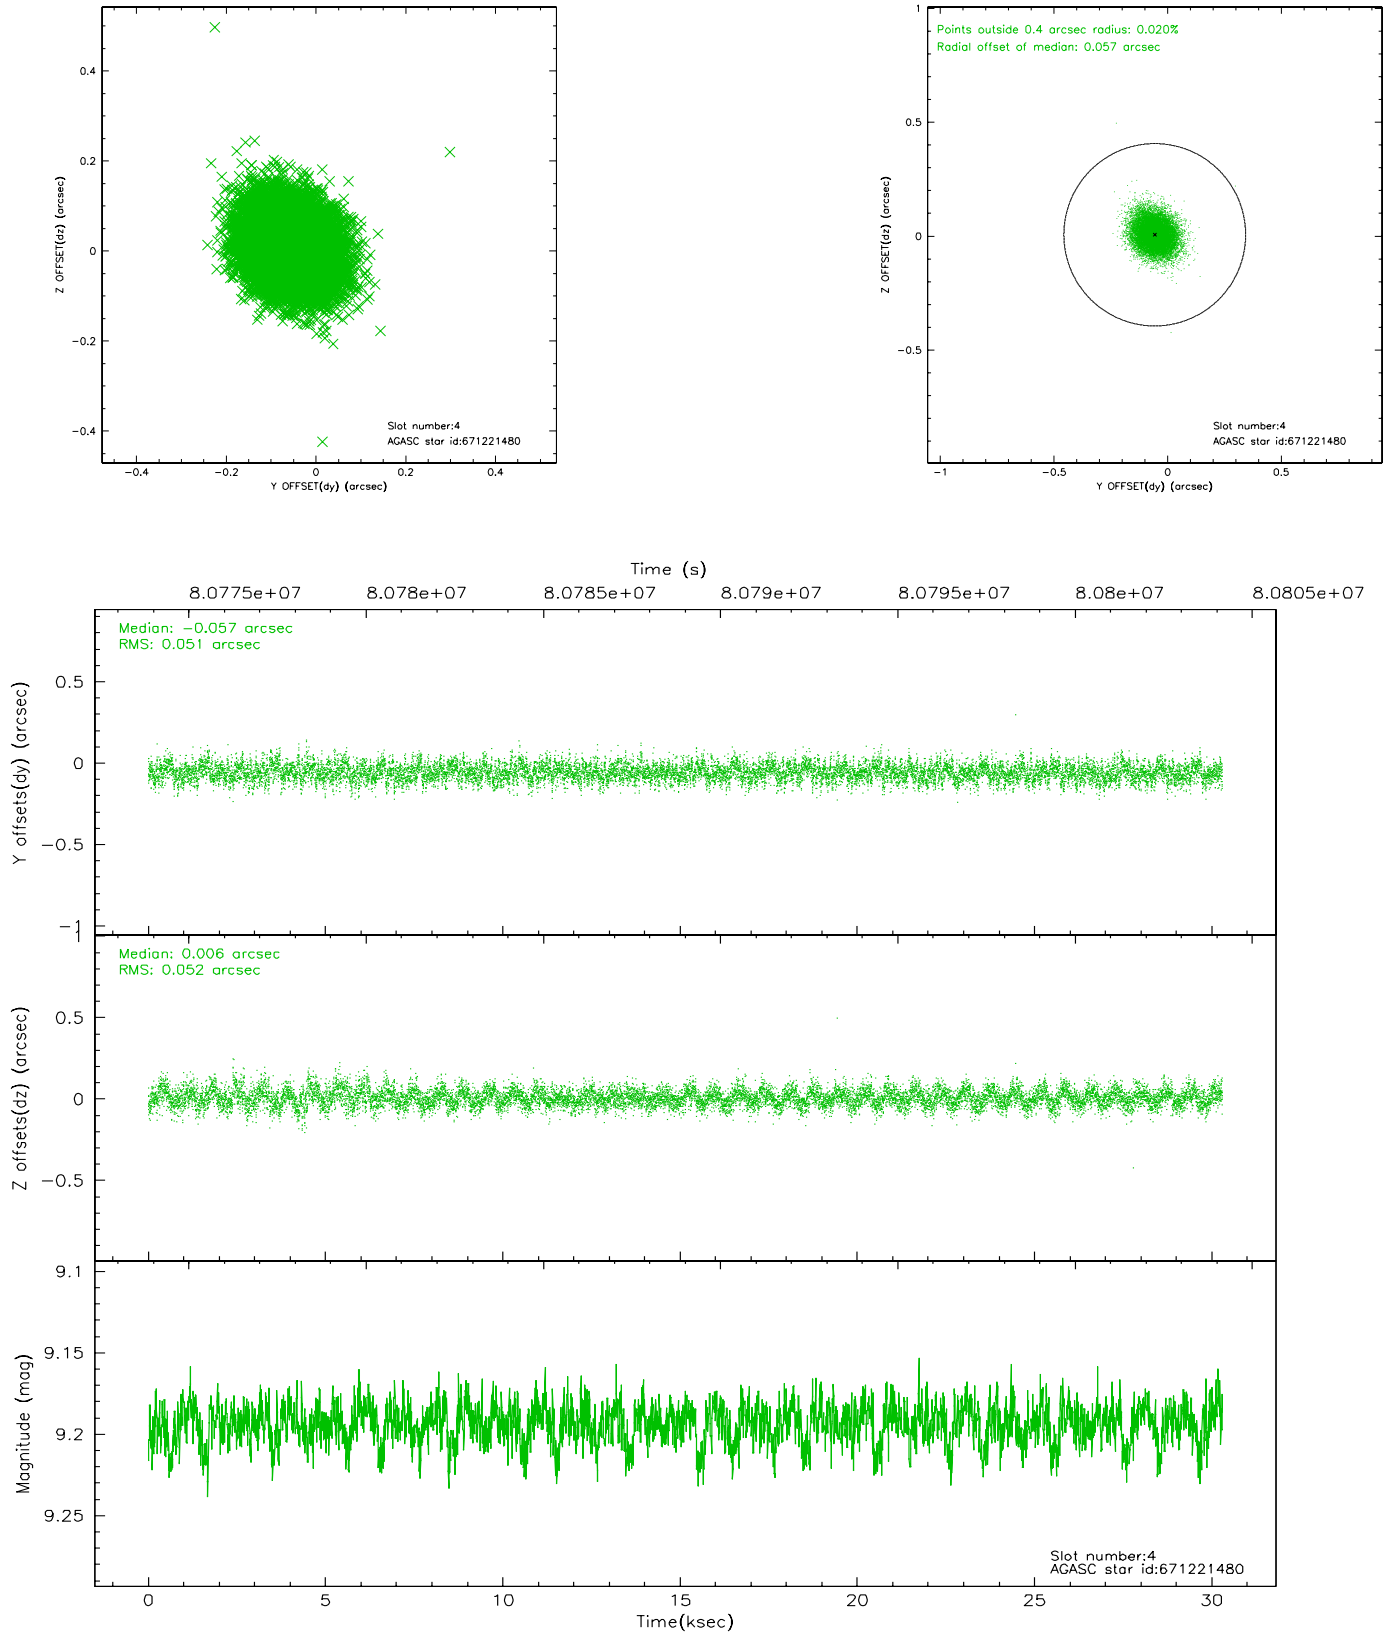 0.4
0.2
0
−0.2
−0.4
Z OFFSET(dz) (arcsec)
Slot number:4
AGASC star id:671221480
−0.4 −0.2 0 0.2 0.4
Y OFFSET(dy) (arcsec)
1
0.5
0
−0.5
Z OFFSET(dz) (arcsec)
Points outside 0.4 arcsec radius: 0.020%
Radial offset of median: 0.057 arcsec
Slot number:4
AGASC star id:671221480
−1 −0.5 0 0.5
Y OFFSET(dy) (arcsec)
Time (s)
8.0775e+07 8.078e+07 8.0785e+07 8.079e+07 8.0795e+07 8.08e+07 8.0805e+07
Median: −0.057 arcsec
RMS: 0.051 arcsec
0.5
0
−0.5
−1
Y offsets(dy) (arcsec)
1
Median: 0.006 arcsec
RMS: 0.052 arcsec
0.5
0
−0.5
Z offsets(dz) (arcsec)
9.1
9.15
9.2
9.25
Magnitude (mag)
Slot number:4
AGASC star id:671221480
0 5 10 15 20 25 30
Time(ksec)